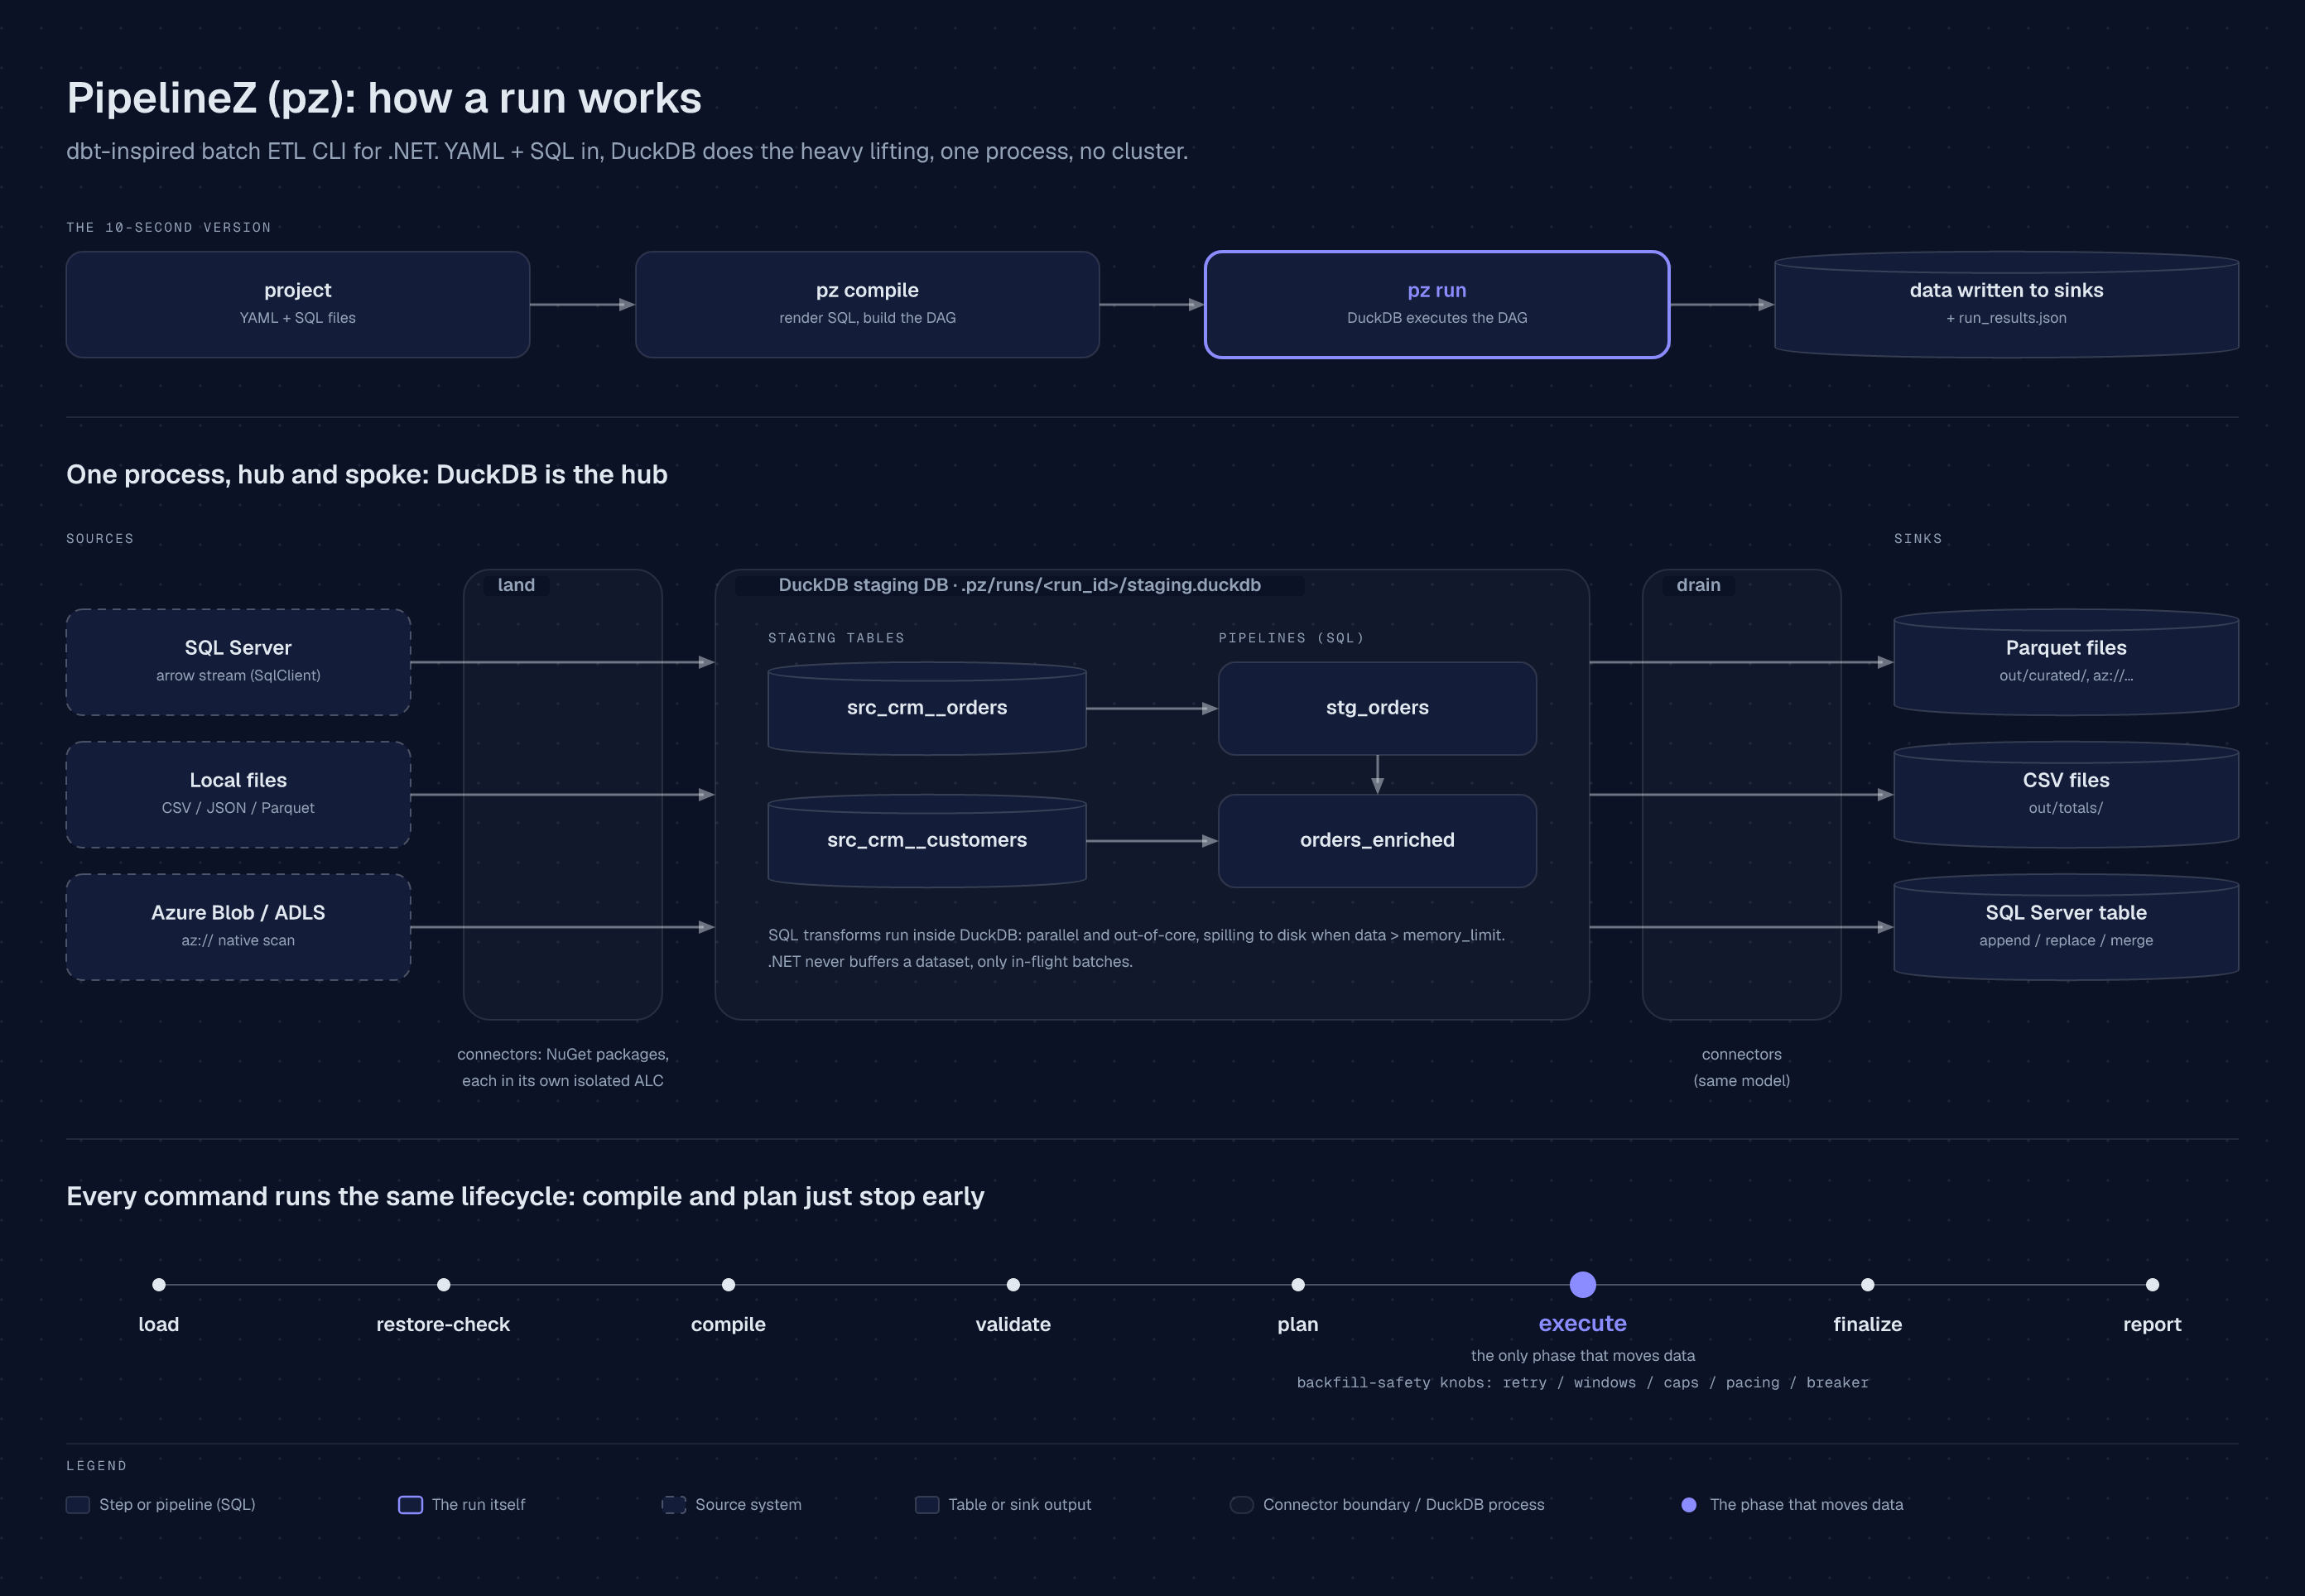 PipelineZ (pz): how a run works
dbt-inspired batch ETL CLI for .NET. YAML + SQL in, DuckDB does the heavy lifting, one process, no cluster.
THE 10-SECOND VERSION
project
YAML + SQL files
pz compile
render SQL, build the DAG
pz run
DuckDB executes the DAG
data written to sinks
+ run_results.json
One process, hub and spoke: DuckDB is the hub
SOURCES
SINKS
land
DuckDB staging DB · .pz/runs/<run_id>/staging.duckdb
drain
SQL Server
arrow stream (SqlClient)
Local files
CSV / JSON / Parquet
Azure Blob / ADLS
az:// native scan
STAGING TABLES
PIPELINES (SQL)
src_crm__orders
stg_orders
src_crm__customers
orders_enriched
SQL transforms run inside DuckDB: parallel and out-of-core, spilling to disk when data > memory_limit.
.NET never buffers a dataset, only in-flight batches.
Parquet files
out/curated/, az://…
CSV files
out/totals/
SQL Server table
append / replace / merge
connectors: NuGet packages,
each in its own isolated ALC
connectors
(same model)
Every command runs the same lifecycle: compile and plan just stop early
load
restore-check
compile
validate
plan
execute
finalize
report
the only phase that moves data
backfill-safety knobs: retry / windows / caps / pacing / breaker
LEGEND
Step or pipeline (SQL)
The run itself
Source system
Table or sink output
Connector boundary / DuckDB process
The phase that moves data